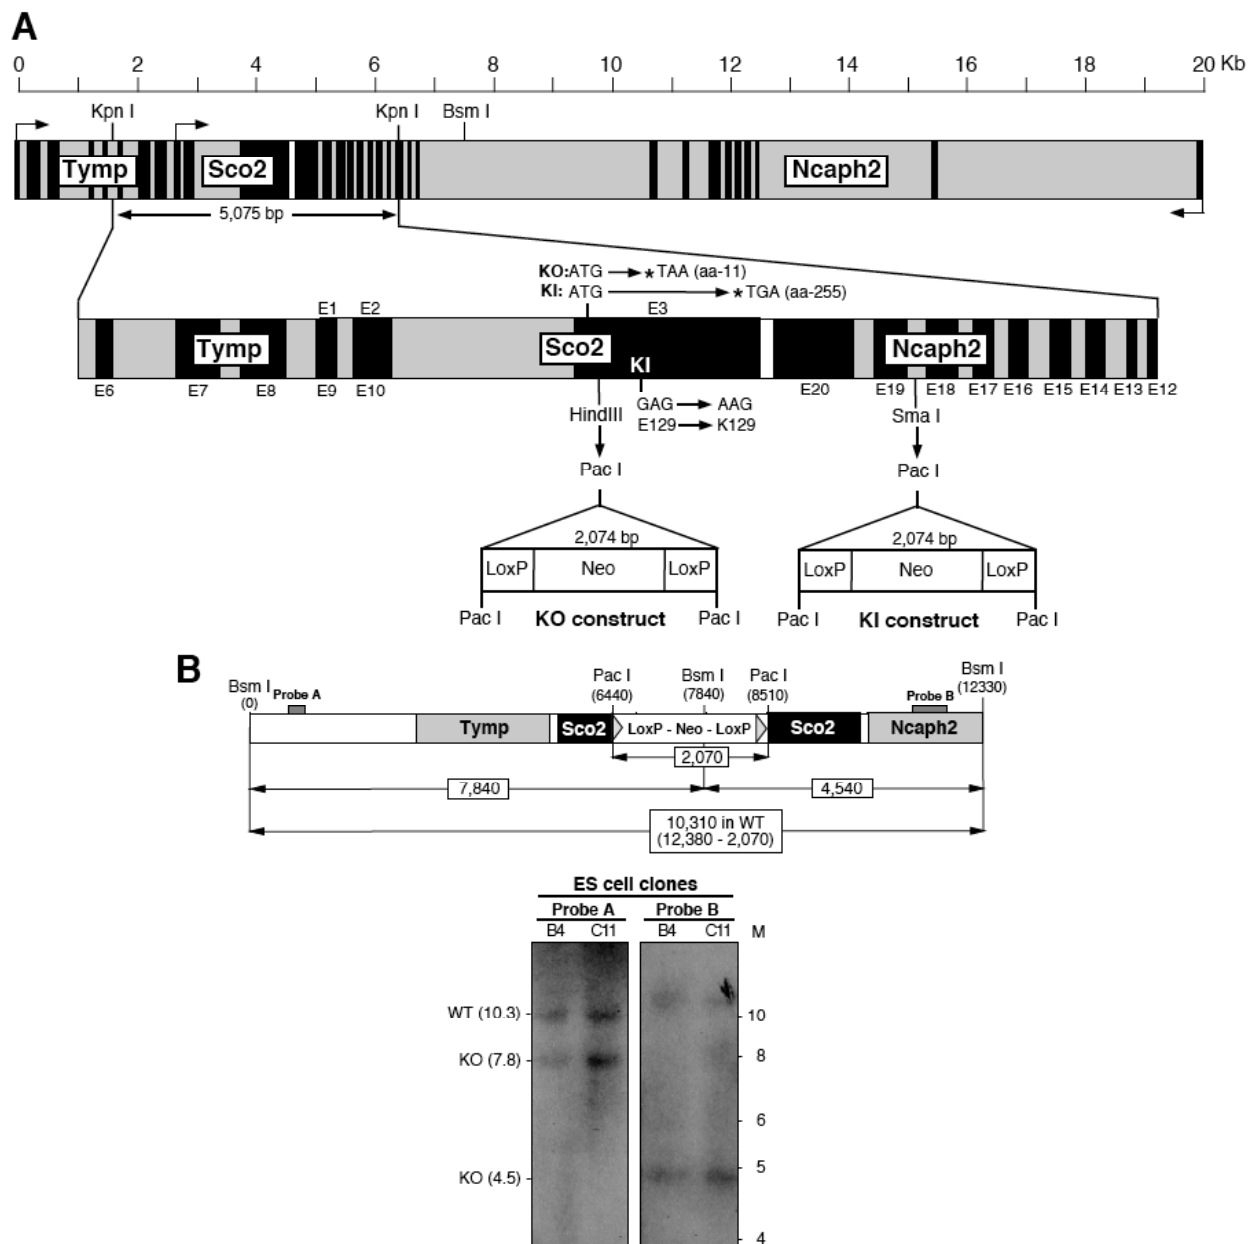 A
0 2 4 6 8 10 12 14 16 18 20 Kb
Kpn I Kpn I Bsm I
Tymp Sco2 Ncaph2
5,075 bp
KO:ATG * TAA (aa-11)
KI: ATG * TGA (aa-255)
E1 E2 E3
Tymp Sco2 Ncaph2
KI
E6 E7 E8 E9 E10 E20 E19 E18 E17 E16 E15 E14 E13 E12
GAG AAG
HindIII Sma I
E129 K129
Pac I Pac I
2,074 bp 2,074 bp
LoxP Neo LoxP LoxP Neo LoxP
Pac I KO construct Pac I Pac I KI construct Pac I
B
Bsm I (0) Probe A Pac I (6440) Bsm I (7840) Pac I (8510) Probe B Bsm I (12330)
Tymp Sco2 LoxP - Neo - LoxP Sco2 Ncaph2
2,070
7,840 4,540
10,310 in WT
(12,380 - 2,070)
ES cell clones
Probe A Probe B
B4 C11 B4 C11 M
WT (10.3) 10
KO (7.8) 8
6
5
KO (4.5)
4